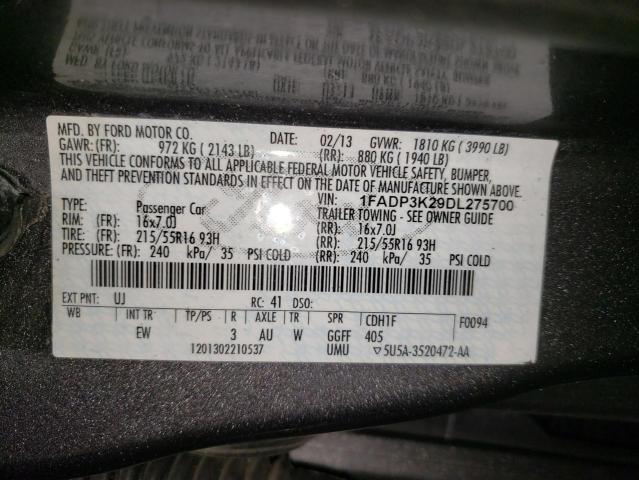 MFD. BY FORD MOTOR CO.
DATE: 02/13 GVWR: 1810 KG ( 3990 LB)
GAWR: (FR): 972 KG ( 2143 LB) (RR): 880 KG ( 1940 LB)
THIS VEHICLE CONFORMS TO ALL APPLICABLE FEDERAL MOTOR VEHICLE SAFETY, BUMPER,
AND THEFT PREVENTION STANDARDS IN EFFECT ON THE DATE OF MANUFACTURE SHOWN ABOVE.
VIN: 1FADP3K29DL275700
TYPE: Passenger Car TRAILER TOWING - SEE OWNER GUIDE
RIM: 16x7.0J 16x7.0J
TIRE: (FR): 215/55R16 93H (RR): 215/55R16 93H
PRESSURE: (FR): 240 kPa/ 35 PSI COLD (RR): 240 kPa/ 35 PSI COLD
EXT PNT: UJ RC: 41 DSO:
WB INT TR TP/PS R AXLE TR SPR CDH1F F0094
EW 3 AU W GGFF 405
1201302210537 UMU ▽5U5A-3520472-AA